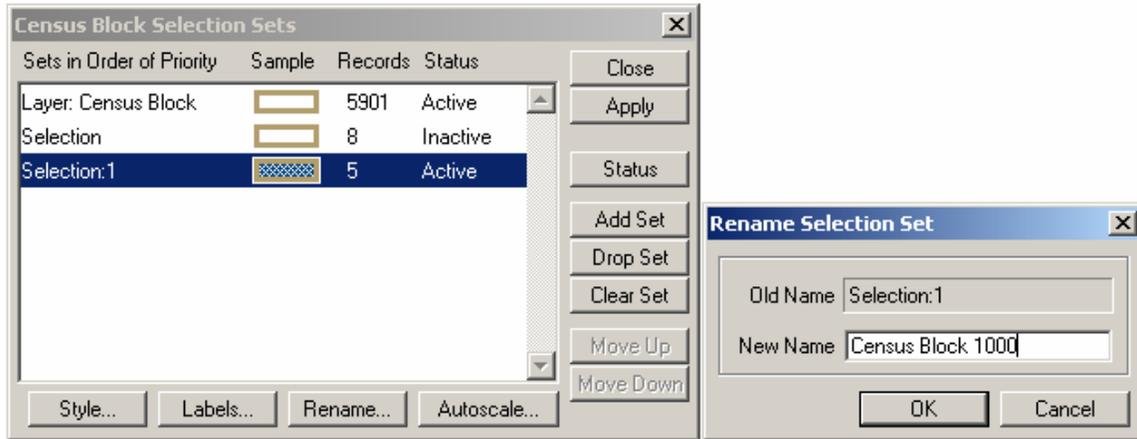 Census Block Selection Sets
Sets in Order of Priority Sample Records Status
Layer: Census Block 5901 Active
Selection 8 Inactive
Selection:1 5 Active
Close
Apply
Status
Add Set
Drop Set
Clear Set
Move Up
Move Down
Style... Labels... Rename... Autoscale...
Rename Selection Set
Old Name Selection:1
New Name Census Block 1000
OK Cancel